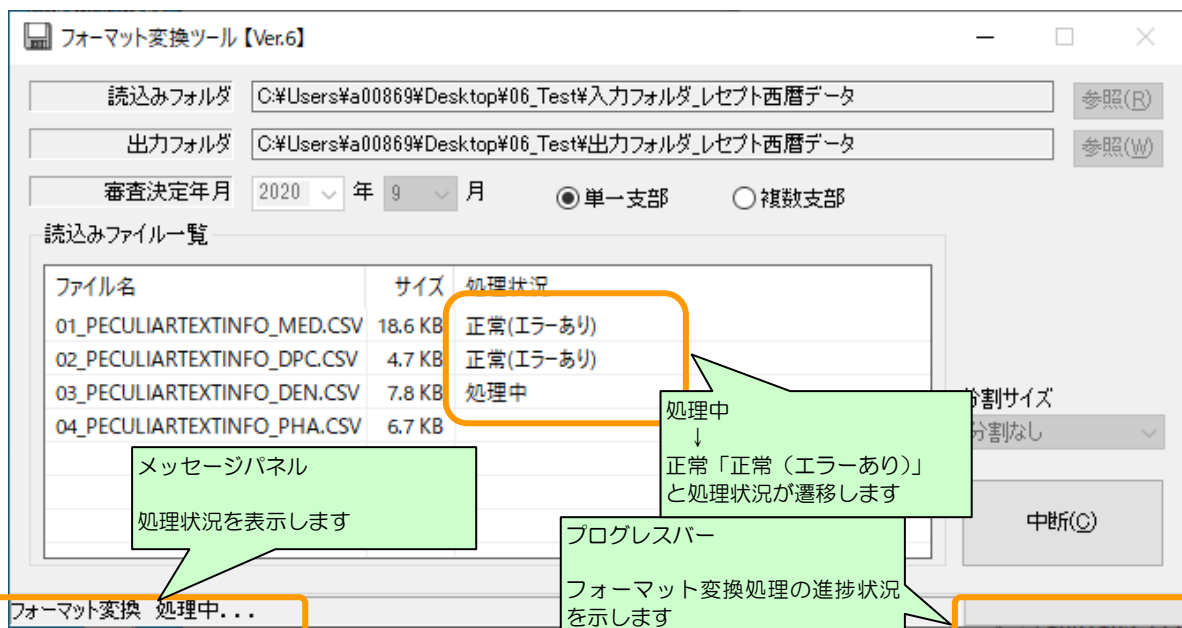 フォーマット変換ツール【Ver.6】
読込みフォルダ C:¥Users¥a00869¥Desktop¥06_Test¥入力フォルダ_レセプト西暦データ 参照(R)
出力フォルダ C:¥Users¥a00869¥Desktop¥06_Test¥出力フォルダ_レセプト西暦データ 参照(W)
審査決定年月 2020 年 9 月 単一支部 複数支部
読込みファイル一覧
ファイル名 サイズ 処理状況
01_PECULIARTEXTINFO_MED.CSV 18.6 KB 正常(エラーあり)
02_PECULIARTEXTINFO_DPC.CSV 4.7 KB 正常(エラーあり)
03_PECULIARTEXTINFO_DEN.CSV 7.8 KB 処理中
04_PECULIARTEXTINFO_PHA.CSV 6.7 KB
処理中
↓
正常「正常（エラーあり）」
と処理状況が遷移します
分割サイズ
分割なし
メッセージパネル
処理状況を表示します
中断(C)
プログレスバー
フォーマット変換処理の進捗状況
を示します
フォーマット変換 処理中...